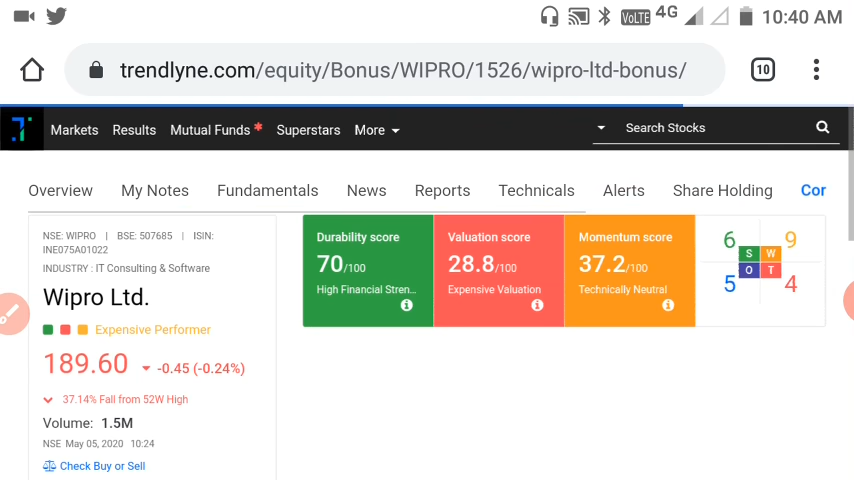 VoLTE 4G 10:40 AM
trendlyne.com/equity/Bonus/WIPRO/1526/wipro-ltd-bonus/ 10
Markets Results Mutual Funds * Superstars More Search Stocks
Overview My Notes Fundamentals News Reports Technicals Alerts Share Holding Cor
NSE: WIPRO | BSE: 507685 | ISIN:
INE075A01022
INDUSTRY : IT Consulting & Software
Wipro Ltd.
Expensive Performer
189.60 -0.45 (-0.24%)
37.14% Fall from 52W High
Volume: 1.5M
NSE May 05, 2020 10:24
Check Buy or Sell
Durability score
70/100
High Financial Stren...
Valuation score
28.8/100
Expensive Valuation
Momentum score
37.2/100
Technically Neutral
6 S W 9
5 O T 4